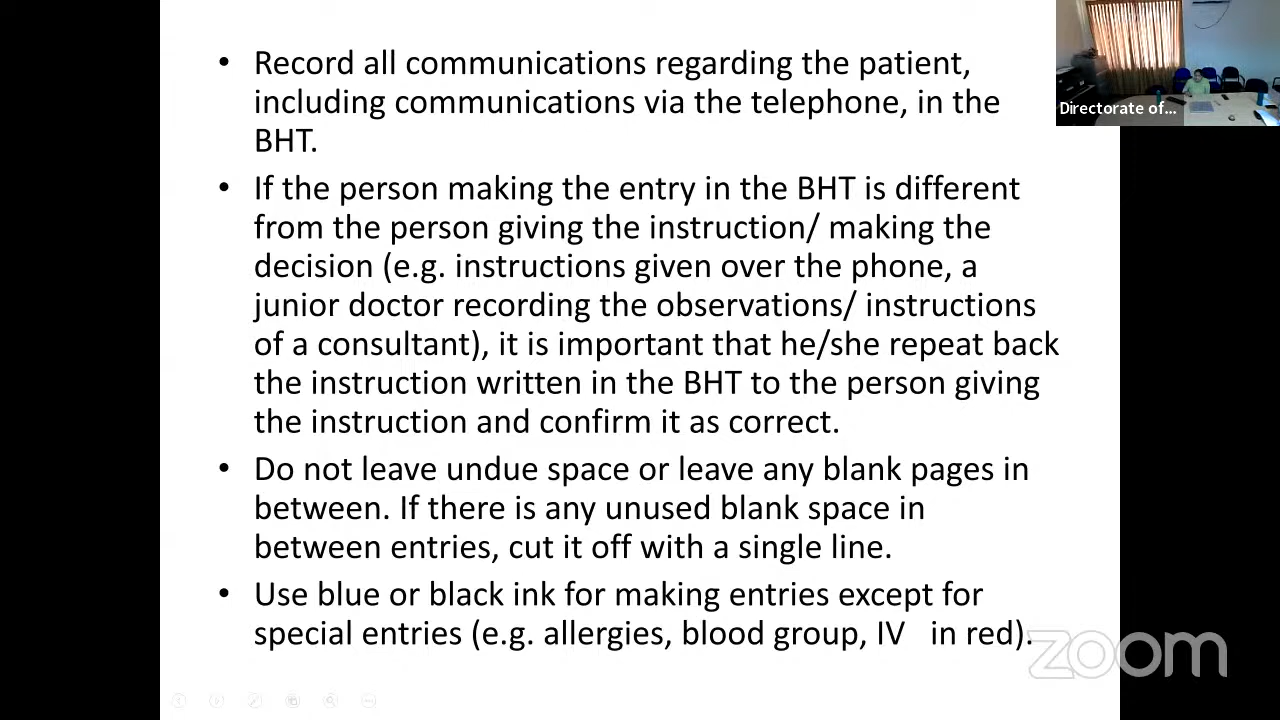 • Record all communications regarding the patient,
including communications via the telephone, in the
BHT.
• If the person making the entry in the BHT is different
from the person giving the instruction/ making the
decision (e.g. instructions given over the phone, a
junior doctor recording the observations/ instructions
of a consultant), it is important that he/she repeat back
the instruction written in the BHT to the person giving
the instruction and confirm it as correct.
• Do not leave undue space or leave any blank pages in
between. If there is any unused blank space in
between entries, cut it off with a single line.
• Use blue or black ink for making entries except for
special entries (e.g. allergies, blood group, IV in red).
Directorate of...
zoom